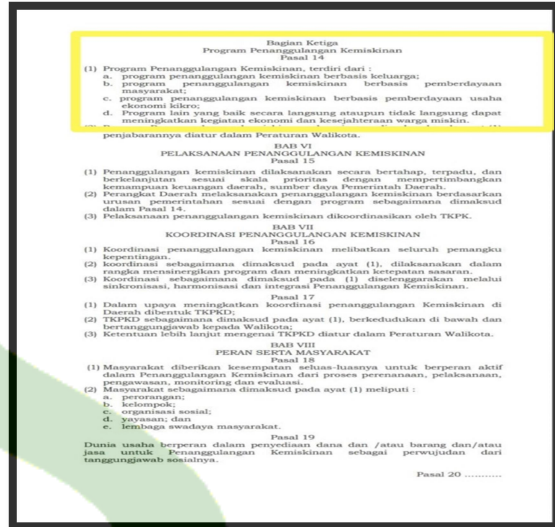 Bagian Ketiga
Program Penanggulangan Kemiskinan
Pasal 14
(1) Program Penanggulangan Kemiskinan, terdiri dari :
a. program penanggulangan kemiskinan berbasis keluarga;
b. program penanggulangan kemiskinan berbasis pemberdayaan
masyarakat;
c. program penanggulangan kemiskinan berbasis pemberdayaan usaha
ekonomi kikro;
d. Program lain yang baik secara langsung ataupun tidak langsung dapat
meningkatkan kegiatan ekonomi dan kesejahteraan warga miskin.
penjabarannya diatur dalam Peraturan Walikota.
BAB VI
PELAKSANAAN PENANGGULANGAN KEMISKINAN
Pasal 15
(1) Penanggulangan kemiskinan dilaksanakan secara bertahap, terpadu, dan
berkelanjutan sesuai skala prioritas dengan mempertimbangkan
kemampuan keuangan daerah, sumber daya Pemerintah Daerah.
(2) Perangkat Daerah melaksanakan penanggulangan kemiskinan berdasarkan
urusan pemerintahan sesuai dengan program sebagaimana dimaksud
dalam Pasal 14.
(3) Pelaksanaan penanggulangan kemiskinan dikoordinasikan oleh TKPK.
BAB VII
KOORDINASI PENANGGULANGAN KEMISKINAN
Pasal 16
(1) Koordinasi penanggulangan kemiskinan melibatkan seluruh pemangku
kepentingan.
(2) koordinasi sebagaimana dimaksud pada ayat (1), dilaksanakan dalam
rangka mensinergikan program dan meningkatkan ketepatan sasaran.
(3) Koordinasi sebagaimana dimaksud pada (1) diselenggarakan melalui
sinkronisasi, harmonisasi dan integrasi Penanggulangan Kemiskinan.
Pasal 17
(1) Dalam upaya meningkatkan koordinasi penanggulangan Kemiskinan di
Daerah dibentuk TKPKD;
(2) TKPKD sebagaimana dimaksud pada ayat (1), berkedudukan di bawah dan
bertanggungjawab kepada Walikota;
(3) Ketentuan lebih lanjut mengenai TKPKD diatur dalam Peraturan Walikota.
BAB VIII
PERAN SERTA MASYARAKAT
Pasal 18
(1) Masyarakat diberikan kesempatan seluas-luasnya untuk berperan aktif
dalam Penanggulangan Kemiskinan dari proses perencanaan, pelaksanaan,
pengawasan, monitoring dan evaluasi.
(2) Masyarakat sebagaimana dimaksud pada ayat (1) meliputi :
a. perorangan;
b. kelompok;
c. organisasi sosial;
d. yayasan; dan
e. lembaga swadaya masyarakat.
Pasal 19
Dunia usaha berperan dalam penyediaan dana dan /atau barang dan/atau
jasa untuk Penanggulangan Kemiskinan sebagai perwujudan dari
tanggungjawab sosialnya.
Pasal 20 ...........